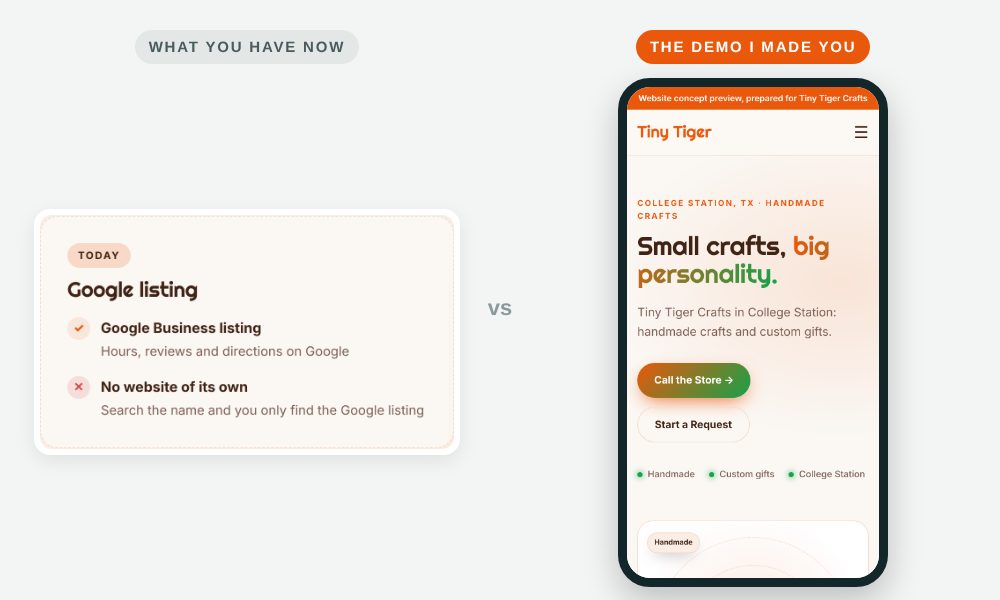 WHAT YOU HAVE NOW
TODAY
Google listing
Google Business listing
Hours, reviews and directions on Google
No website of its own
Search the name and you only find the Google listing
vs
THE DEMO I MADE YOU
Website concept preview, prepared for Tiny Tiger Crafts
Tiny Tiger
COLLEGE STATION, TX · HANDMADE
CRAFTS
Small crafts, big
personality.
Tiny Tiger Crafts in College Station:
handmade crafts and custom gifts.
Call the Store →
Start a Request
Handmade Custom gifts College Station
Handmade